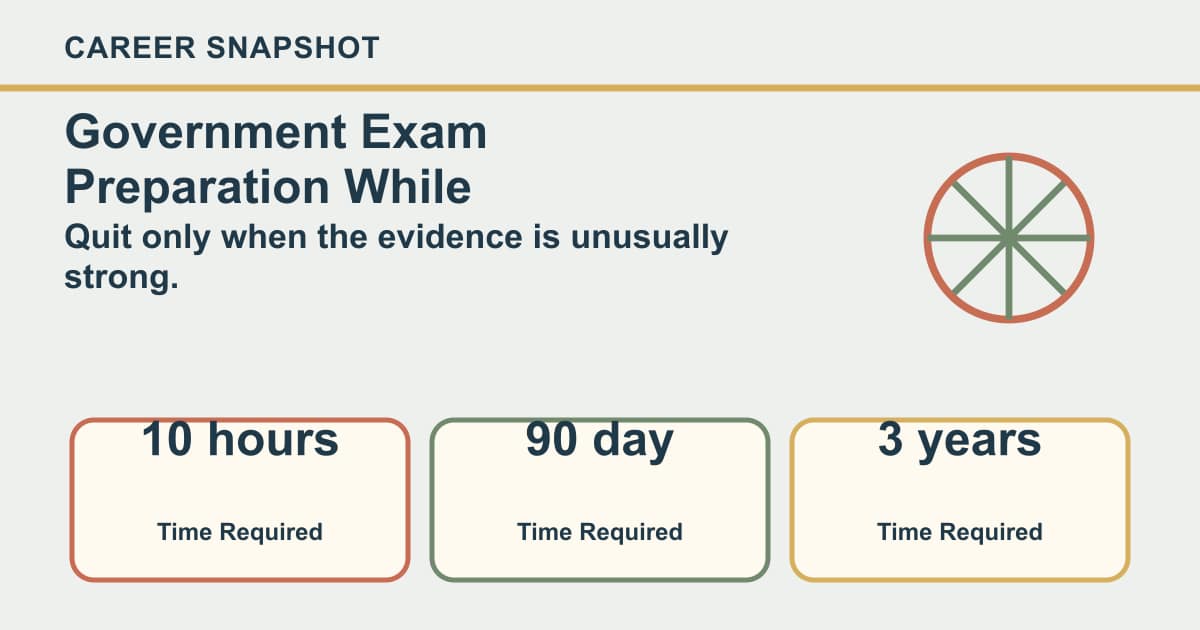 CAREER SNAPSHOT
Government Exam
Preparation While
Quit only when the evidence is unusually
strong.
10 hours
90 day
3 years
Time Required
Time Required
Time Required